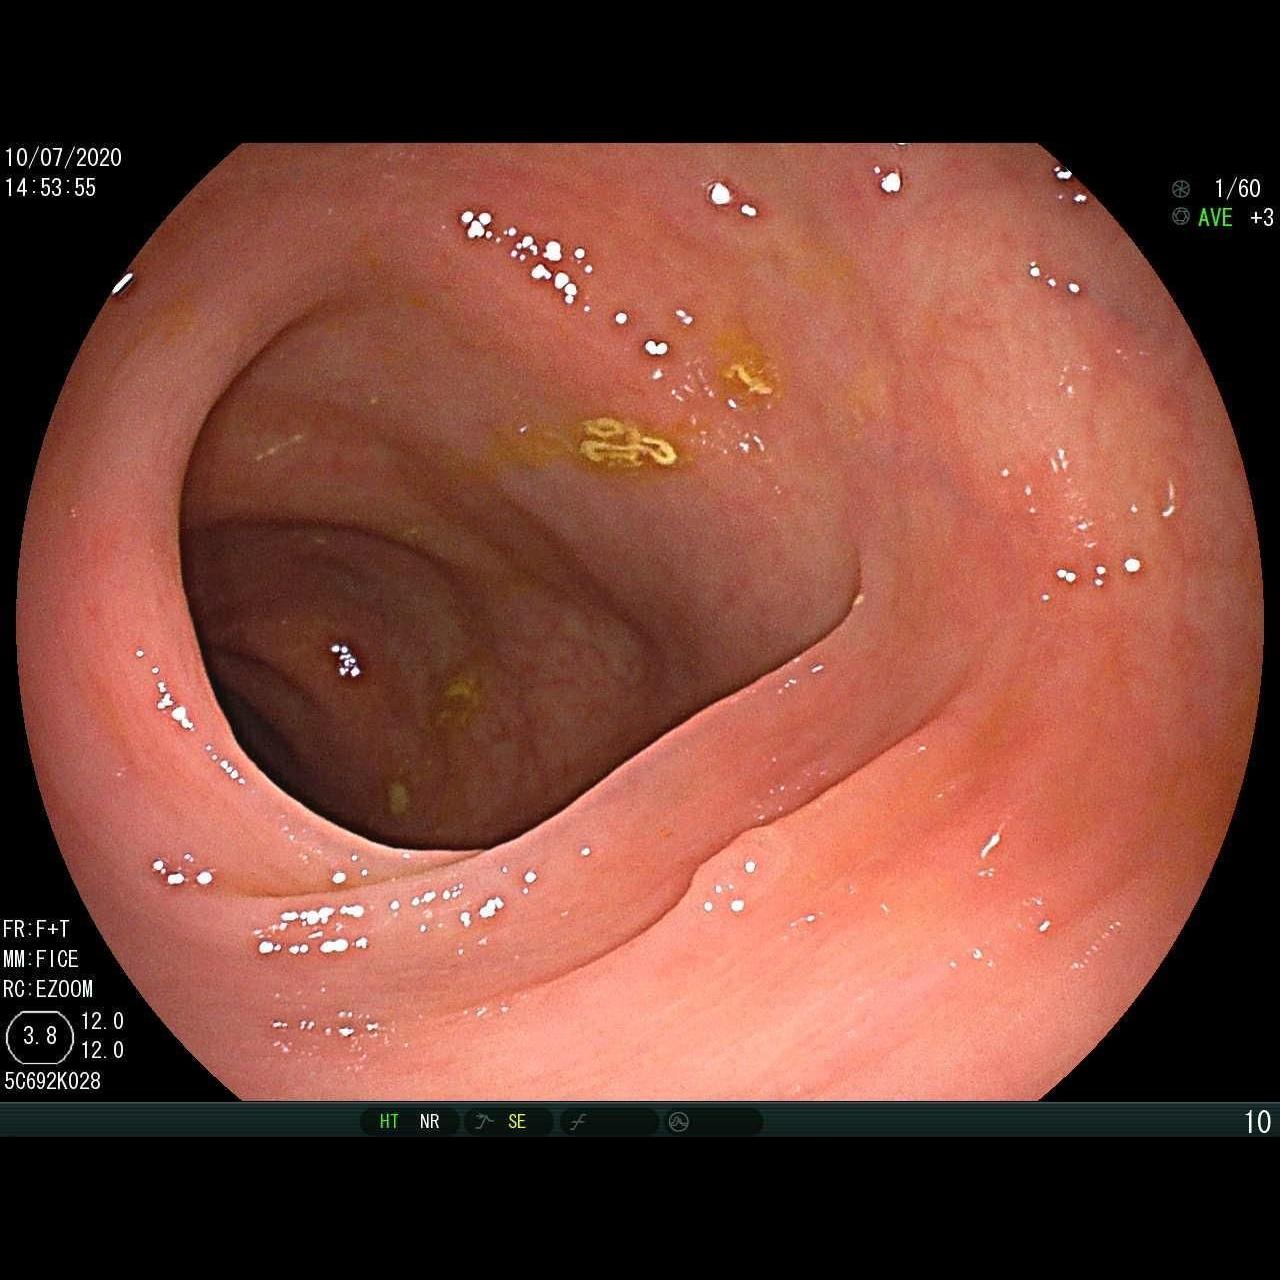 10/07/2020
14:53:55
1/60
AVE +3
FR:F+T
MM:FICE
RC:EZOOM
3.8 12.0
12.0
5C692K028
HT NR SE 10